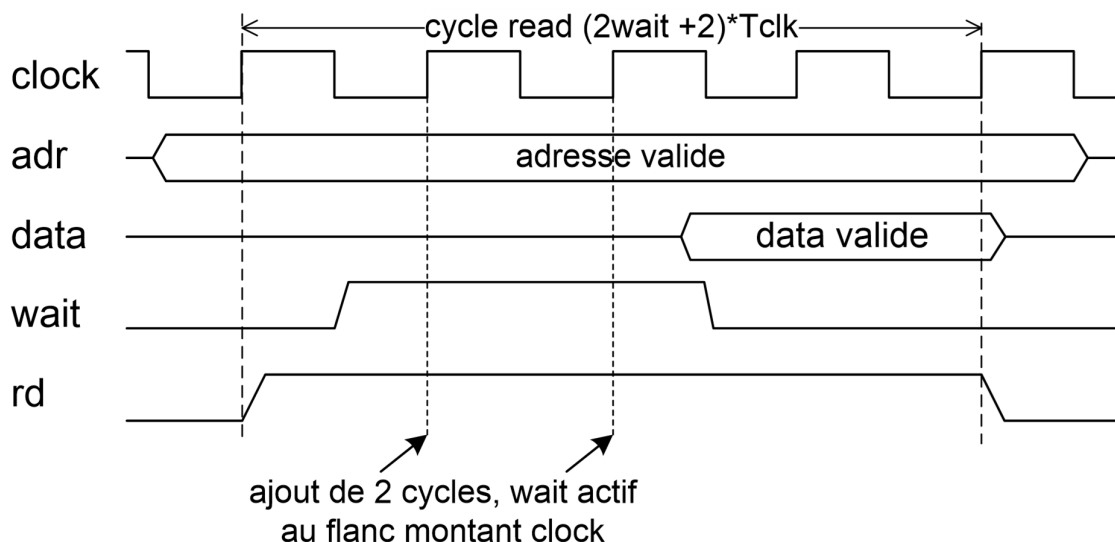 cycle read (2wait +2)*Tclk
clock
adr
adresse valide
data
data valide
wait
rd
ajout de 2 cycles, wait actif
au flanc montant clock